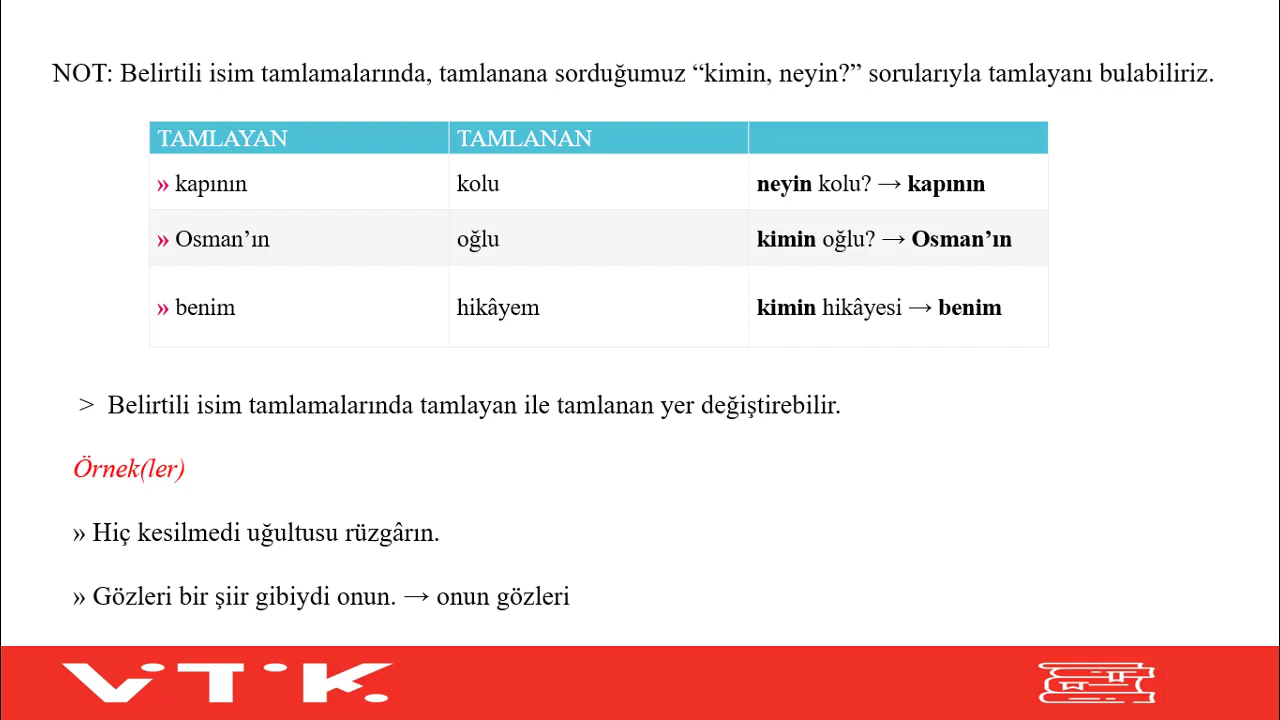 NOT: Belirtili isim tamlamalarında, tamlanana sorduğumuz “kimin, neyin?” sorularıyla tamlayanı bulabiliriz.
TAMLAYAN TAMLANAN
» kapının kolu neyin kolu? → kapının
» Osman’ın oğlu kimin oğlu? → Osman’ın
» benim hikâyem kimin hikâyesi → benim
> Belirtili isim tamlamalarında tamlayan ile tamlanan yer değiştirebilir.
Örnek(ler)
» Hiç kesilmedi uğultusu rüzgârın.
» Gözleri bir şiir gibiydi onun. → onun gözleri
VTK